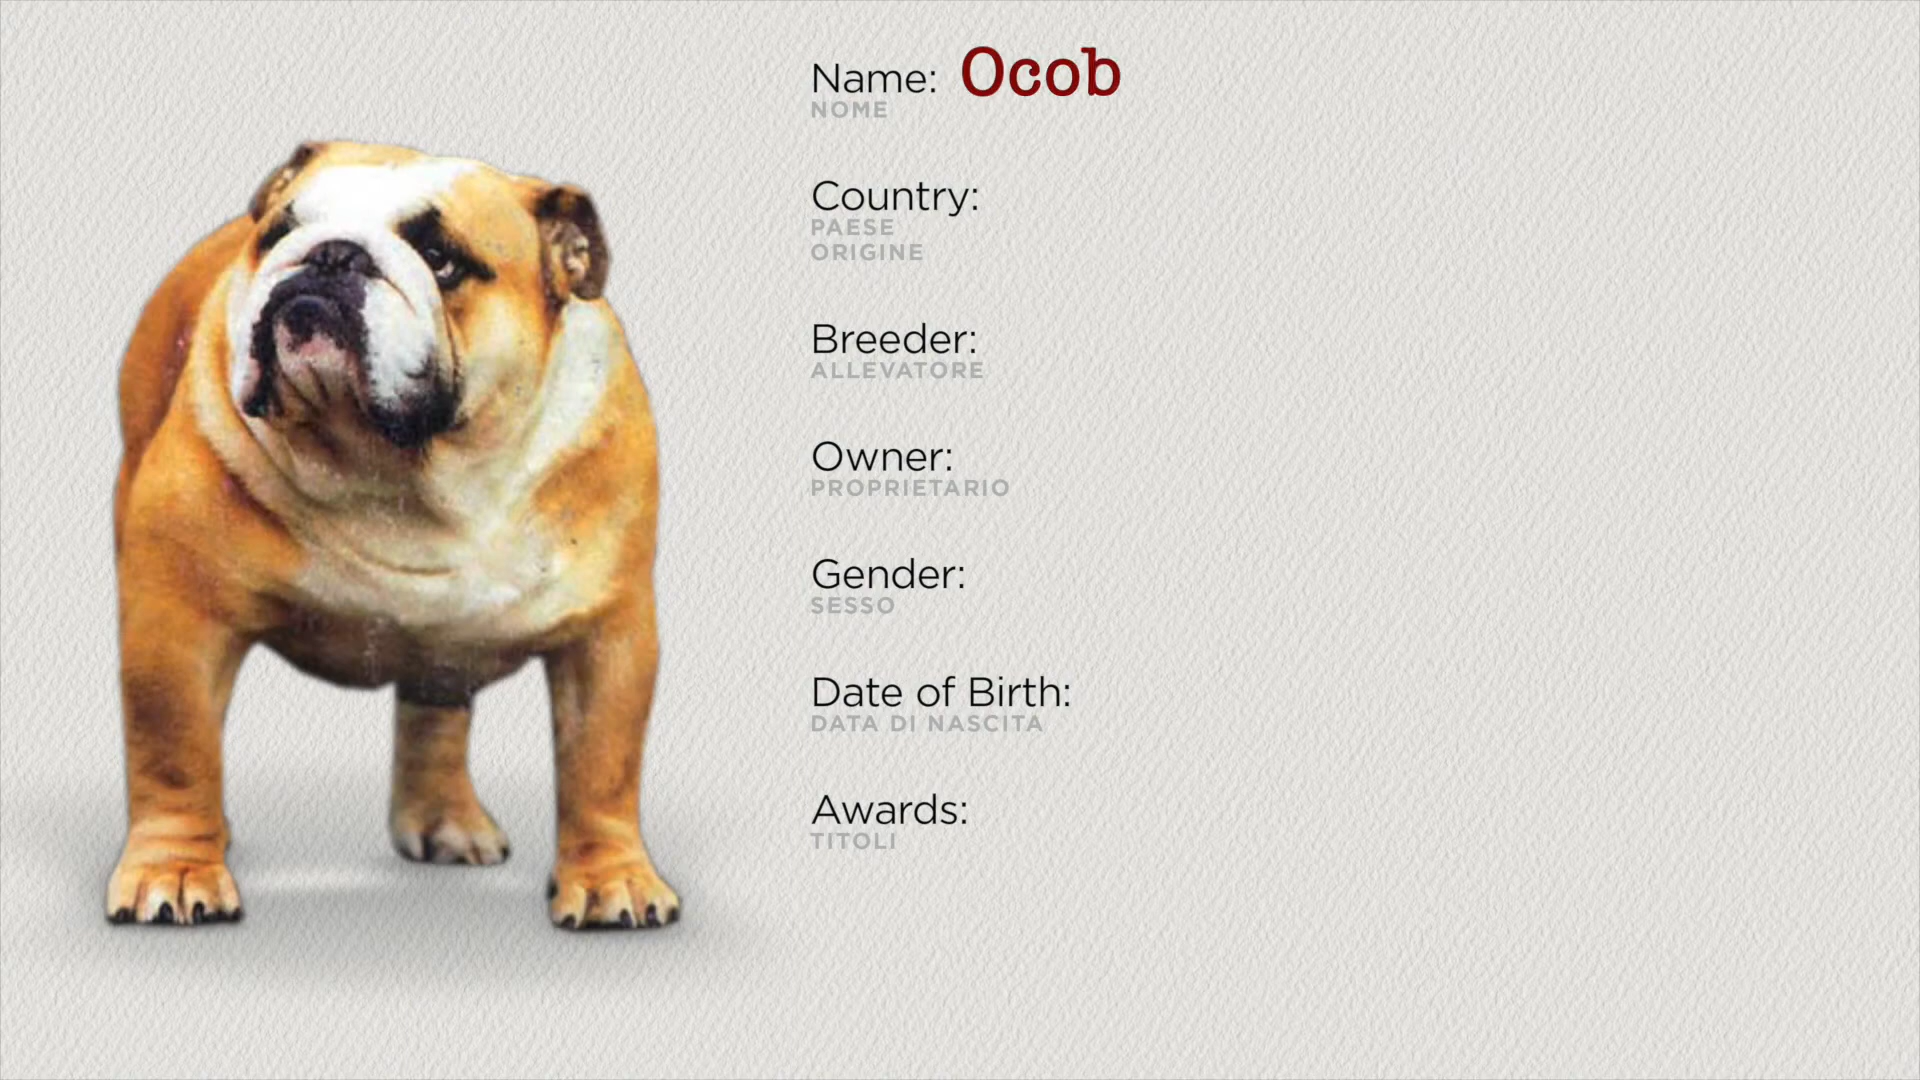 Name: Ocob
NOME
Country:
PAESE
ORIGINE
Breeder:
ALLEVATORE
Owner:
PROPRIETARIO
Gender:
SESSO
Date of Birth:
DATA DI NASCITA
Awards:
TITOLI